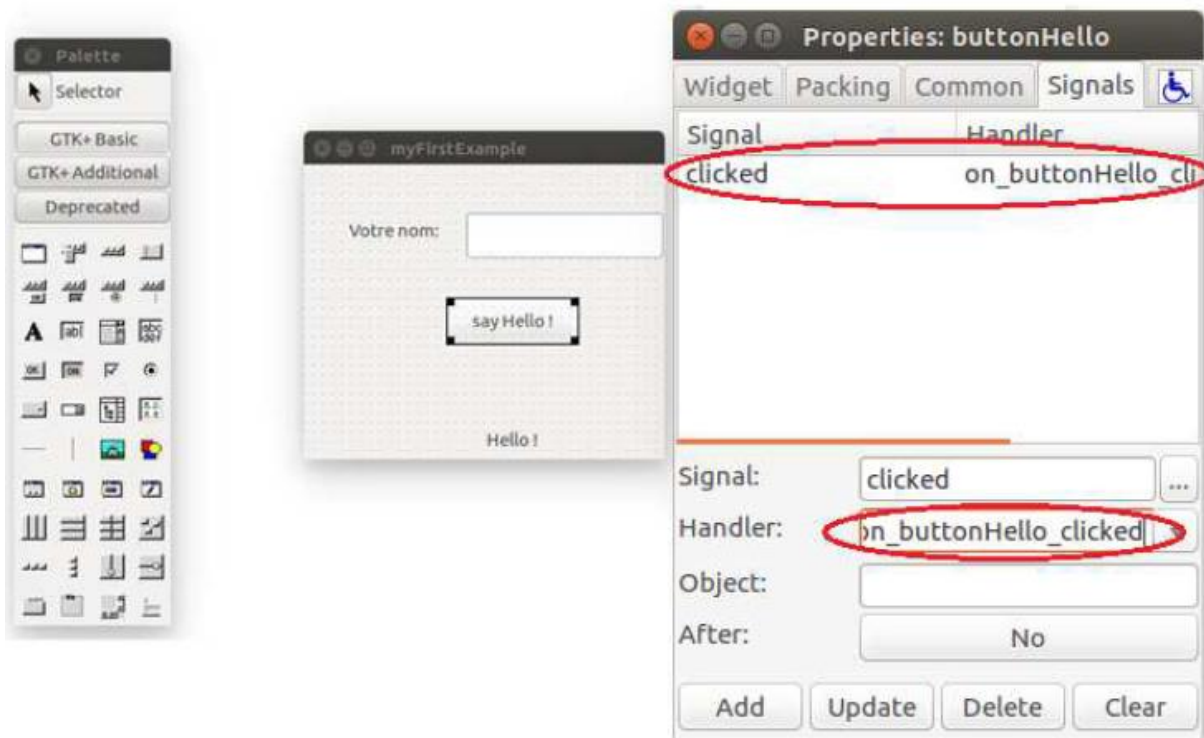 Palette
Selector
GTK+ Basic
GTK+ Additional
Deprecated
myFirstExample
Votre nom:
say Hello !
Hello !
Properties: buttonHello
Widget Packing Common Signals
Signal Handler
clicked on_buttonHello_cli
Signal: clicked ...
Handler: on_buttonHello_clicked
Object:
After: No
Add Update Delete Clear